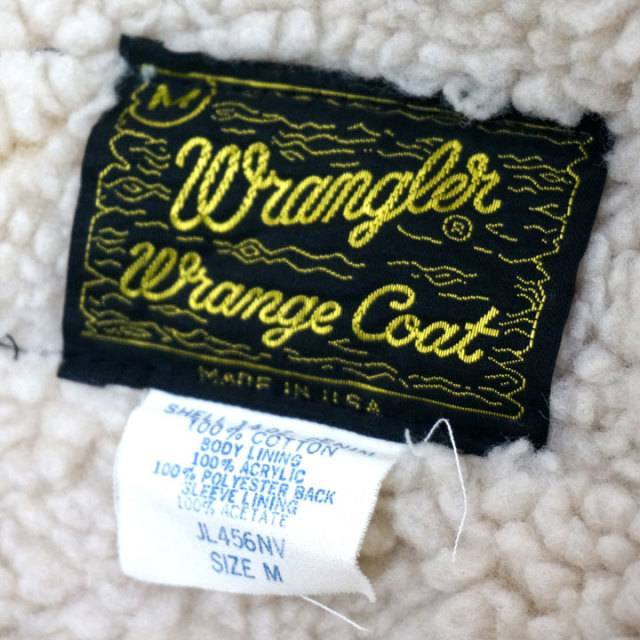 M
Wrangler®
Wrange Coat
MADE IN U.S.A.
SHELL
100% COTTON
BODY LINING
100% ACRYLIC
100% POLYESTER BACK
SLEEVE LINING
100% ACETATE
JL456NV
SIZE M